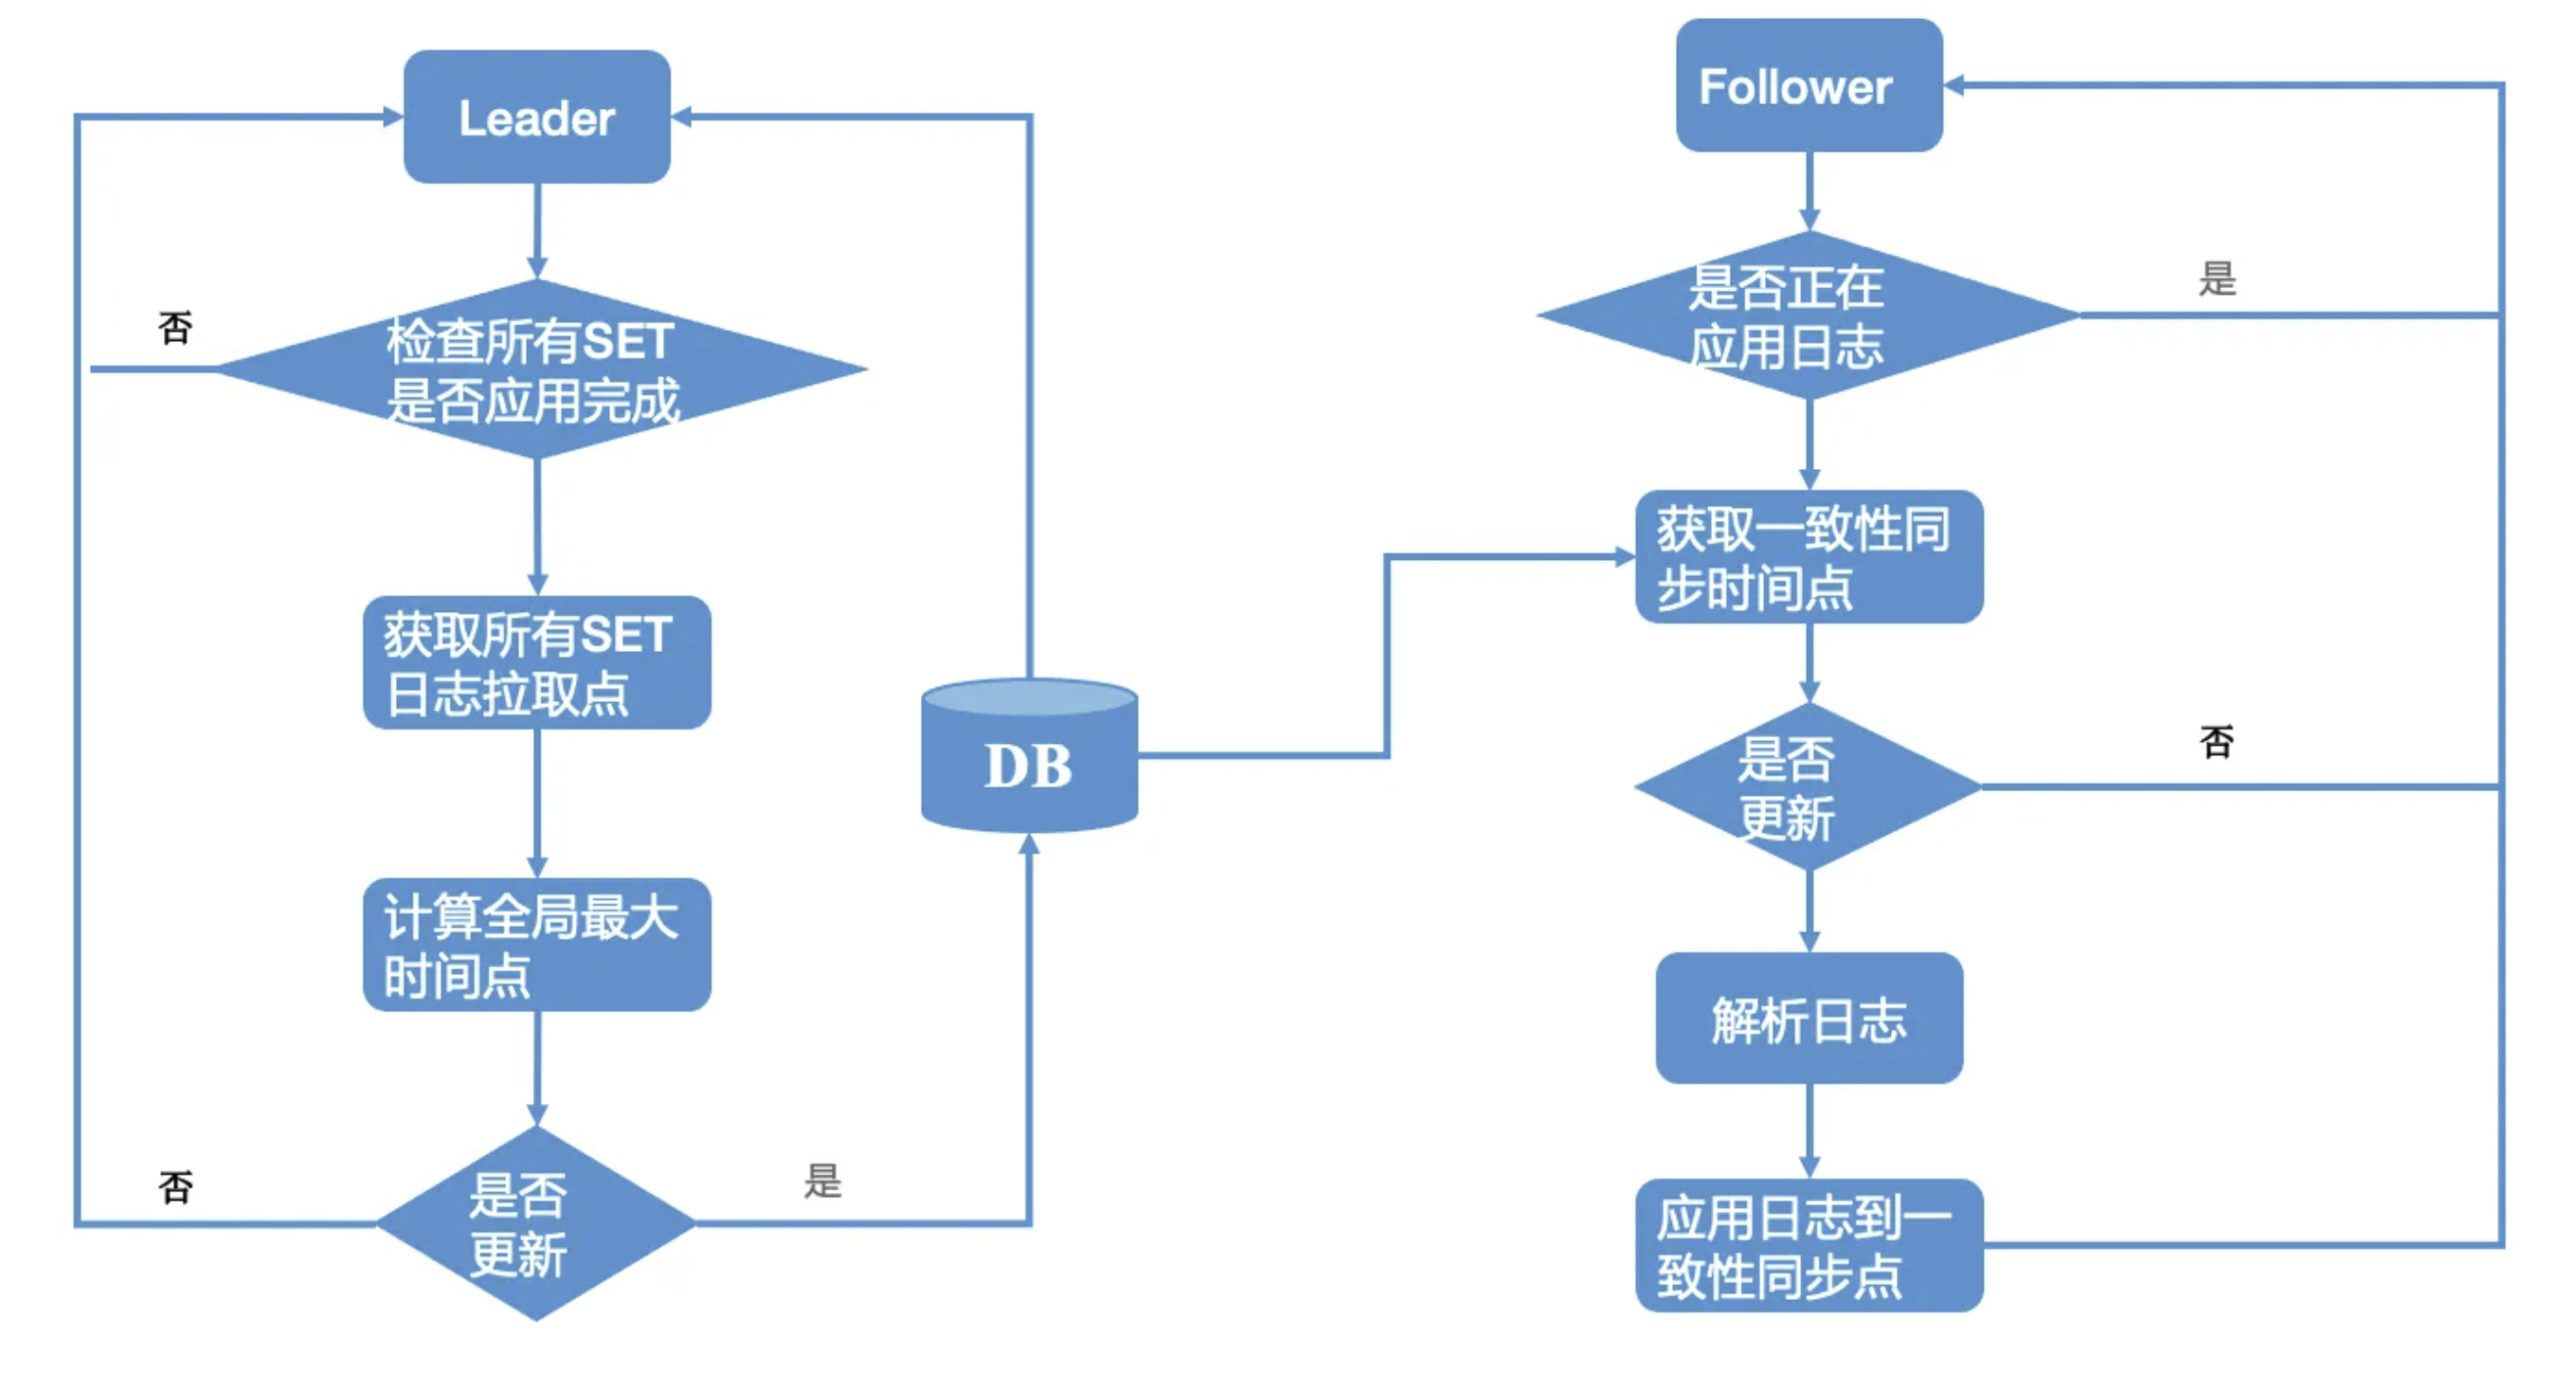 Leader
否
检查所有SET
是否应用完成
获取所有SET
日志拉取点
计算全局最大
时间点
否
是否
更新
是
DB
Follower
是否正在
应用日志
是
获取一致性同
步时间点
是否
更新
否
解析日志
应用日志到一
致性同步点